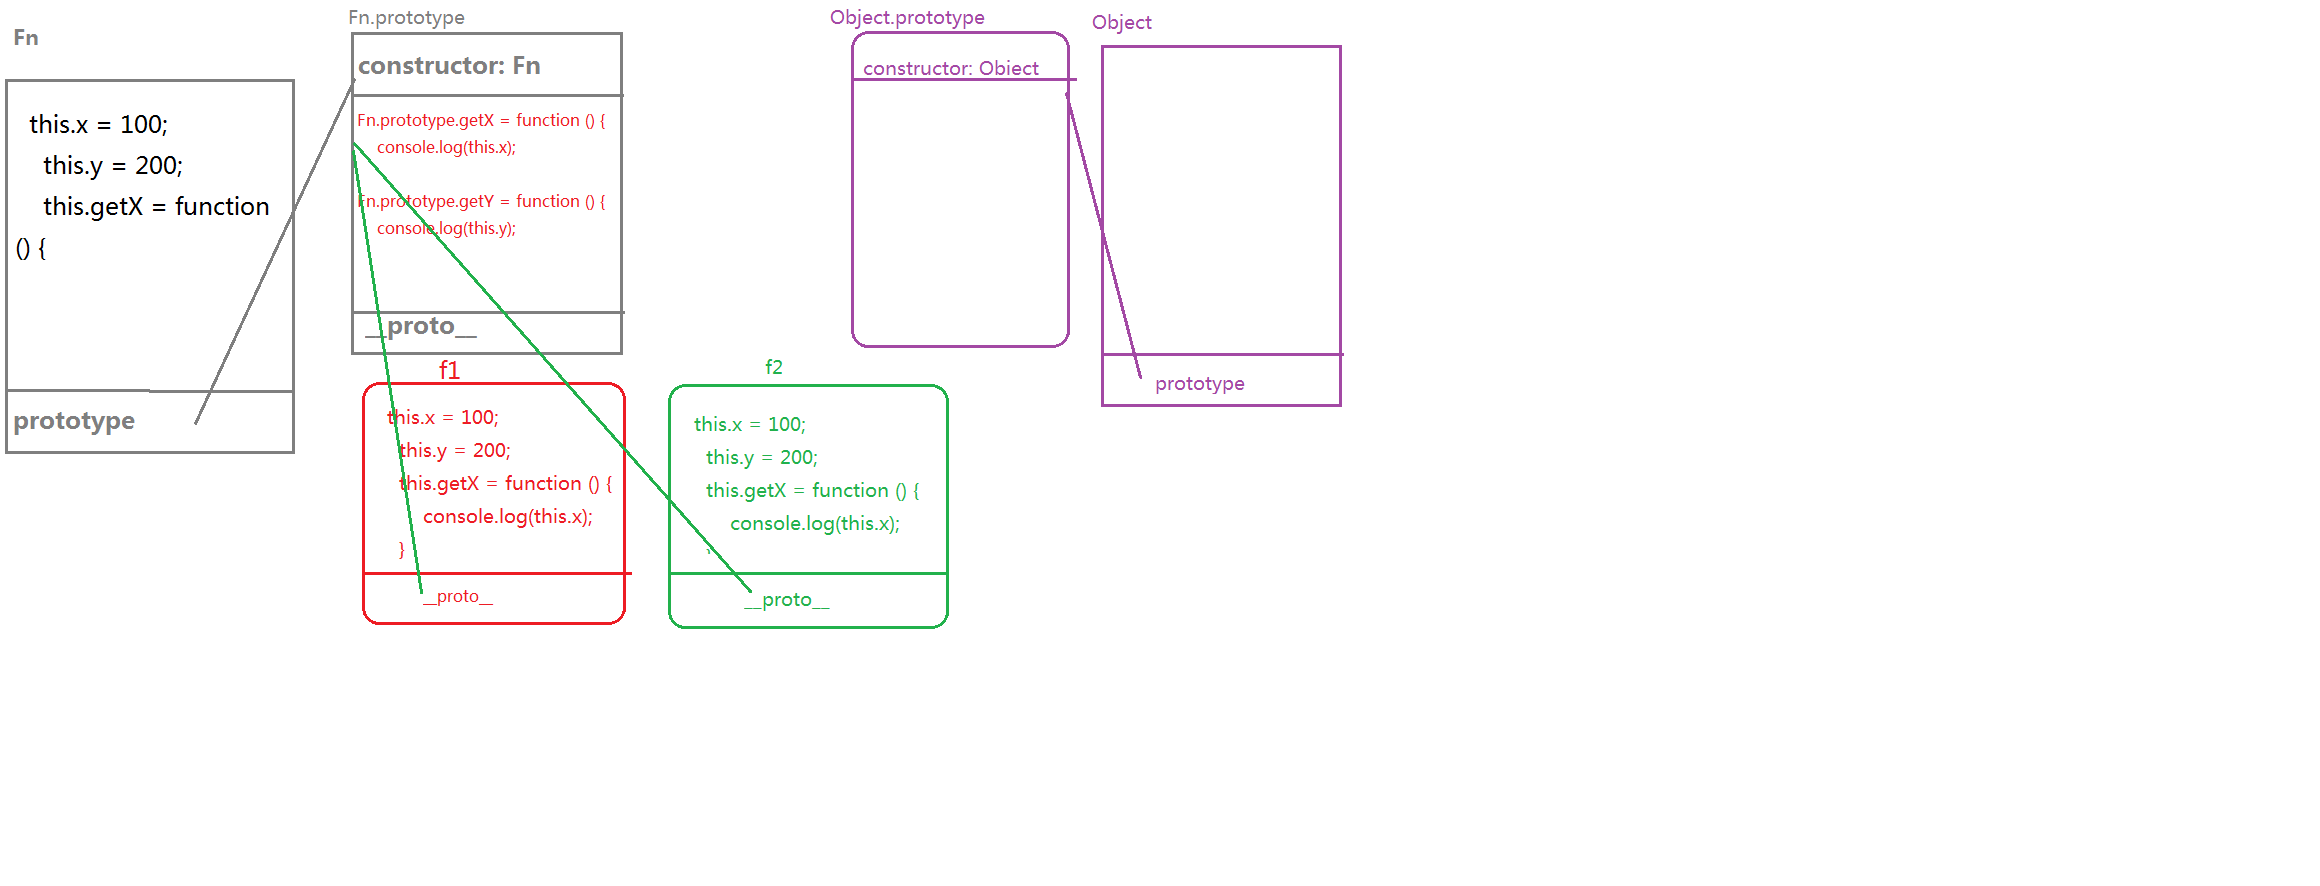 Fn
this.x = 100;
this.y = 200;
this.getX = function
() {
prototype
Fn.prototype
constructor: Fn
Fn.prototype.getX = function () {
console.log(this.x);
Fn.prototype.getY = function () {
console.log(this.y);
__proto__
f1
this.x = 100;
this.y = 200;
this.getX = function () {
console.log(this.x);
}
__proto__
f2
this.x = 100;
this.y = 200;
this.getX = function () {
console.log(this.x);
}
__proto__
Object.prototype
constructor: Object
Object
prototype